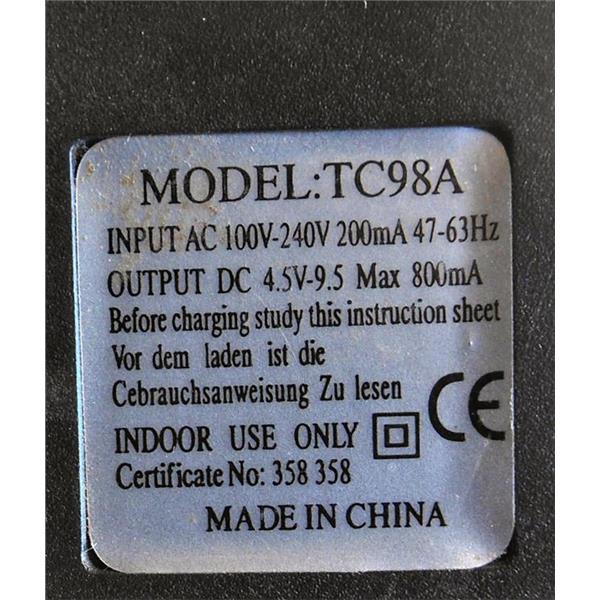 MODEL:TC98A
INPUT AC 100V-240V 200mA 47-63Hz
OUTPUT DC 4.5V-9.5 Max 800mA
Before charging study this instruction sheet
Vor dem laden ist die
Cebrauchsanweisung Zu lesen
CE
INDOOR USE ONLY
Certificate No: 358 358
MADE IN CHINA